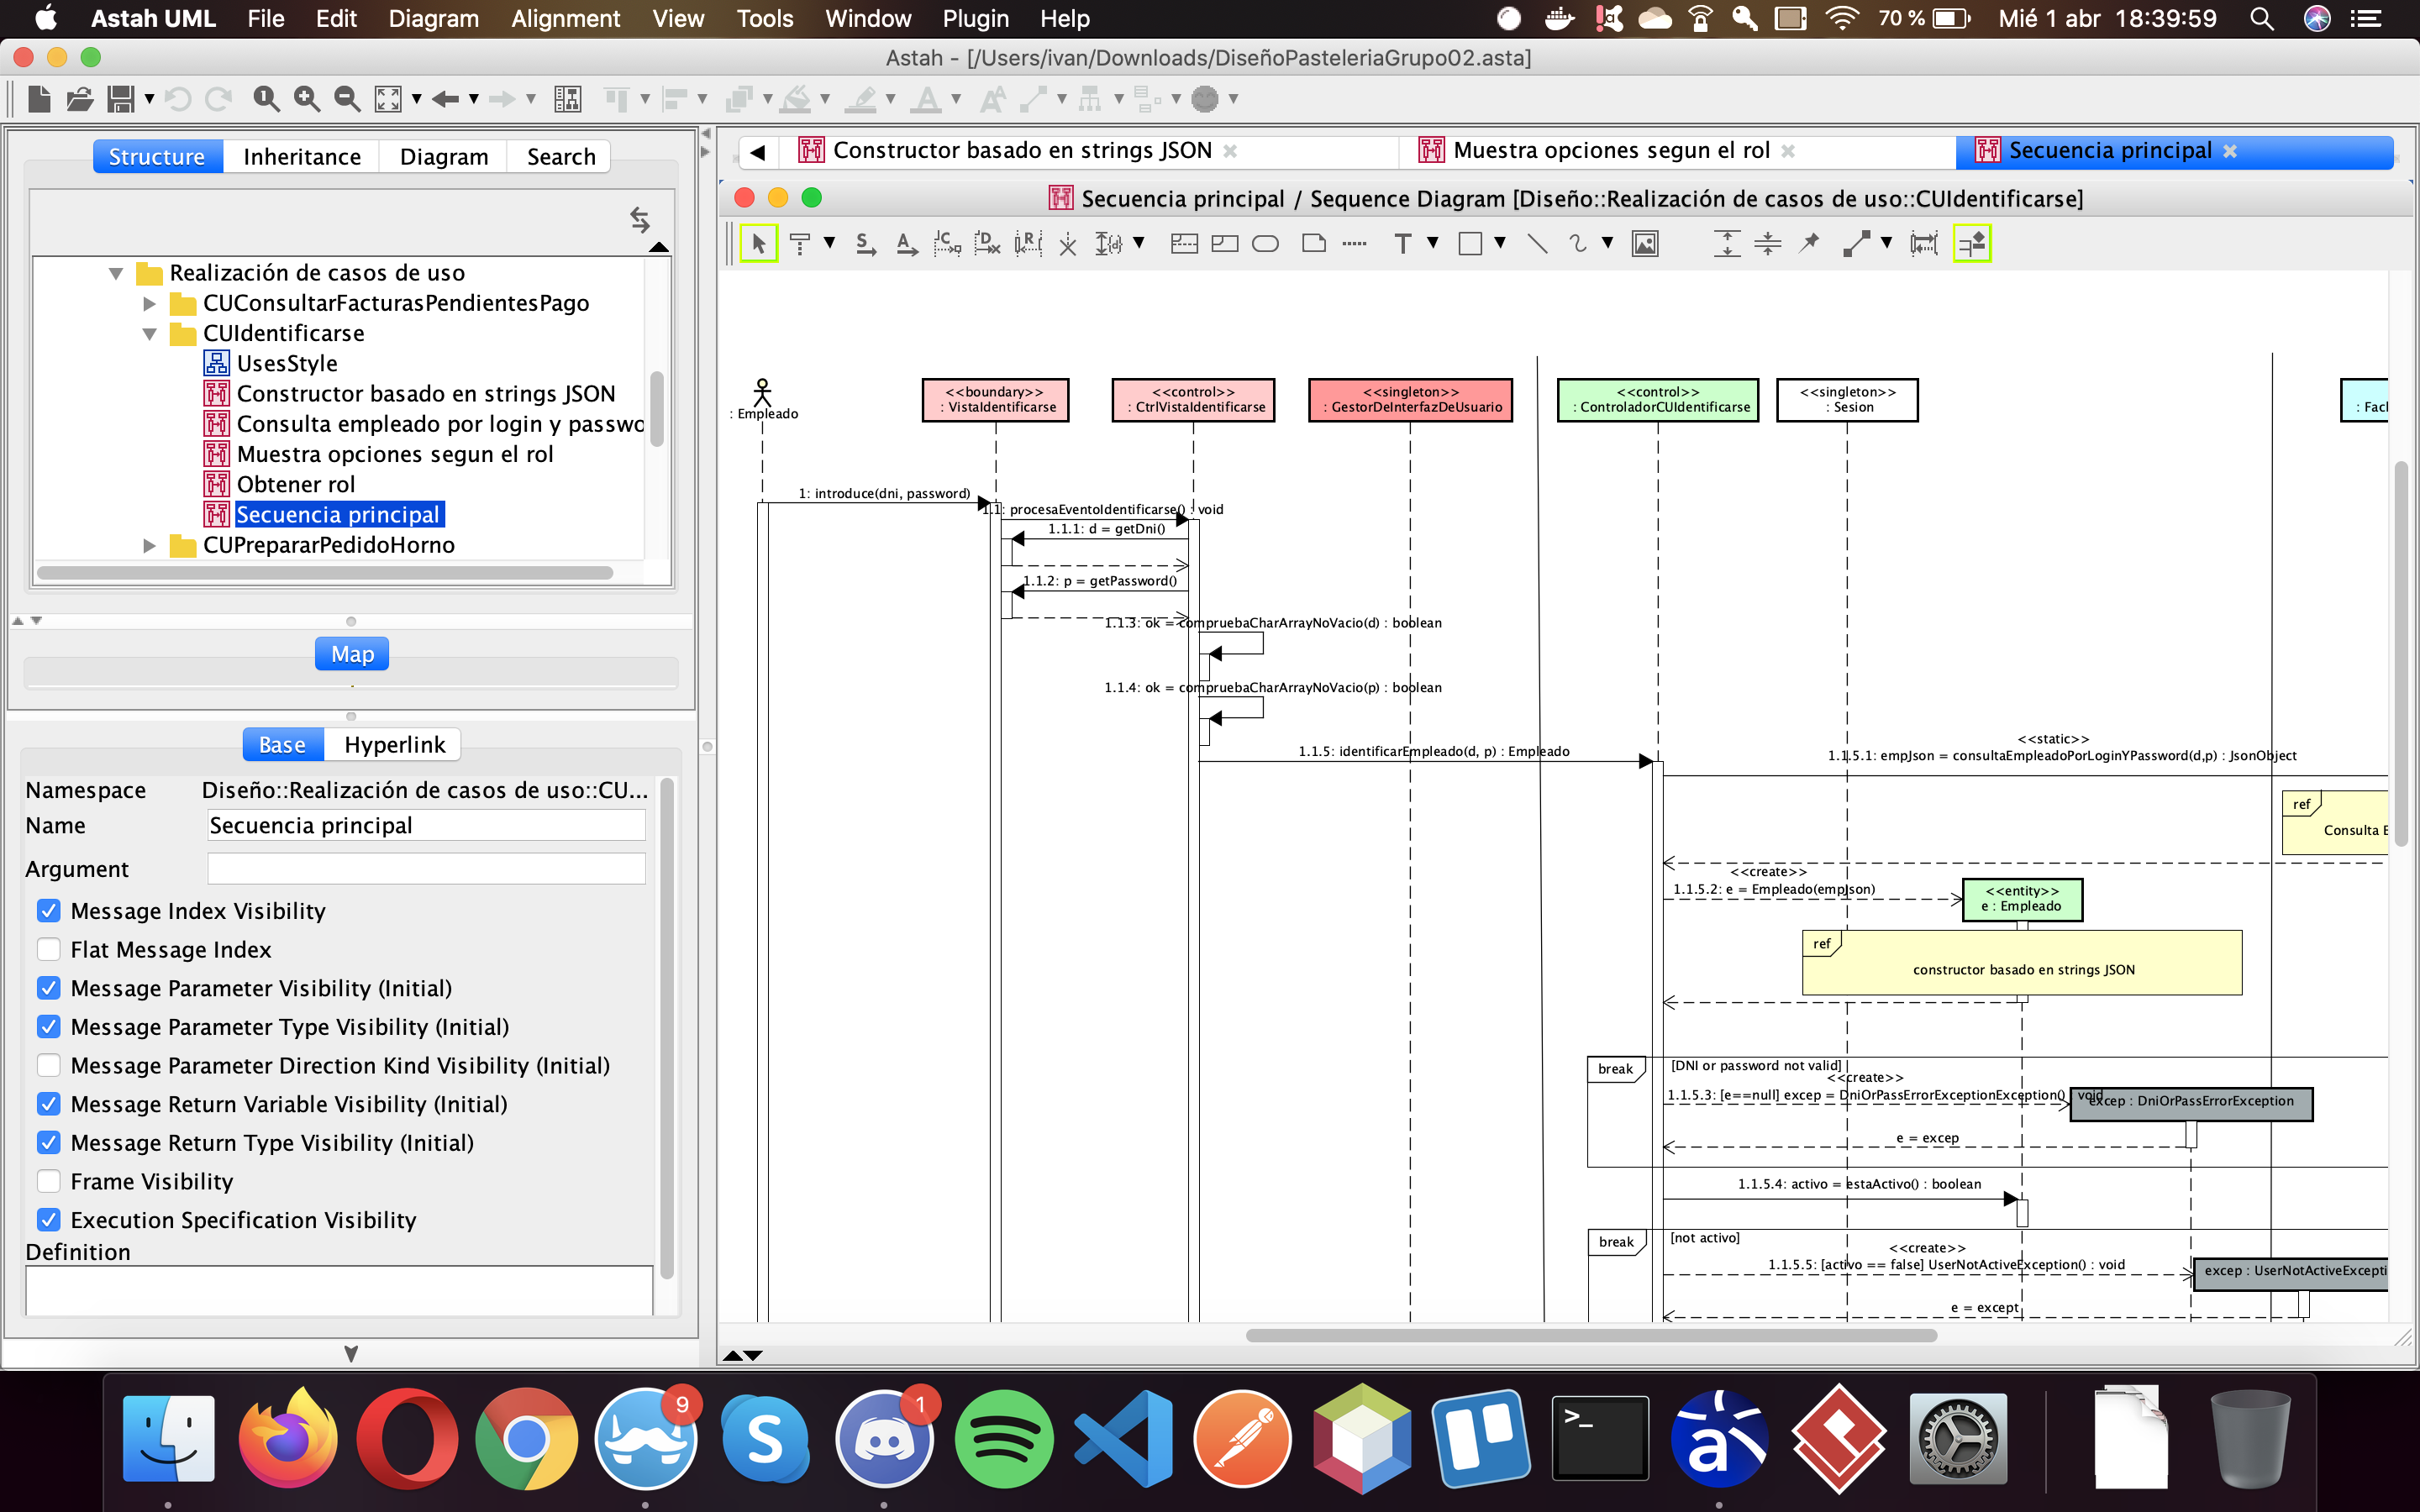 Astah UML File Edit Diagram Alignment View Tools Window Plugin Help 70 % Mié 1 abr 18:39:59
Astah - [/Users/ivan/Downloads/DiseñoPasteleriaGrupo02.asta]
Structure Inheritance Diagram Search
Realización de casos de uso
CUConsultarFacturasPendientesPago
CUIdentificarse
UsesStyle
Constructor basado en strings JSON
Consulta empleado por login y passwo
Muestra opciones segun el rol
Obtener rol
Secuencia principal
CUPrepararPedidoHorno
Map
Base Hyperlink
Namespace Diseño::Realización de casos de uso::CU...
Name Secuencia principal
Argument
Message Index Visibility
Flat Message Index
Message Parameter Visibility (Initial)
Message Parameter Type Visibility (Initial)
Message Parameter Direction Kind Visibility (Initial)
Message Return Variable Visibility (Initial)
Message Return Type Visibility (Initial)
Frame Visibility
Execution Specification Visibility
Definition
Constructor basado en strings JSON Muestra opciones segun el rol Secuencia principal
Secuencia principal / Sequence Diagram [Diseño::Realización de casos de uso::CUIdentificarse]
: Empleado
<<boundary>>
: VistaIdentificarse
<<control>>
: CtrlVistaIdentificarse
<<singleton>>
: GestorDeInterfazDeUsuario
<<control>>
: ControladorCUIdentificarse
<<singleton>>
: Sesion
: Facl
1: introduce(dni, password)
1.1: procesaEventoIdentificarse() : void
1.1.1: d = getDni()
1.1.2: p = getPassword()
1.1.3: ok = compruebaCharArrayNoVacio(d) : boolean
1.1.4: ok = compruebaCharArrayNoVacio(p) : boolean
1.1.5: identificarEmpleado(d, p) : Empleado
<<static>>
1.1.5.1: empJson = consultaEmpleadoPorLoginYPassword(d,p) : JsonObject
ref
Consulta E
<<create>>
1.1.5.2: e = Empleado(empJson)
<<entity>>
e : Empleado
ref
constructor basado en strings JSON
break
[DNI or password not valid]
<<create>>
1.1.5.3: [e==null] excep = DniOrPassErrorExceptionException() : void
excep : DniOrPassErrorException
e = excep
1.1.5.4: activo = estaActivo() : boolean
break
[not activo]
<<create>>
1.1.5.5: [activo == false] UserNotActiveException() : void
excep : UserNotActiveExcepti
e = except
9
1